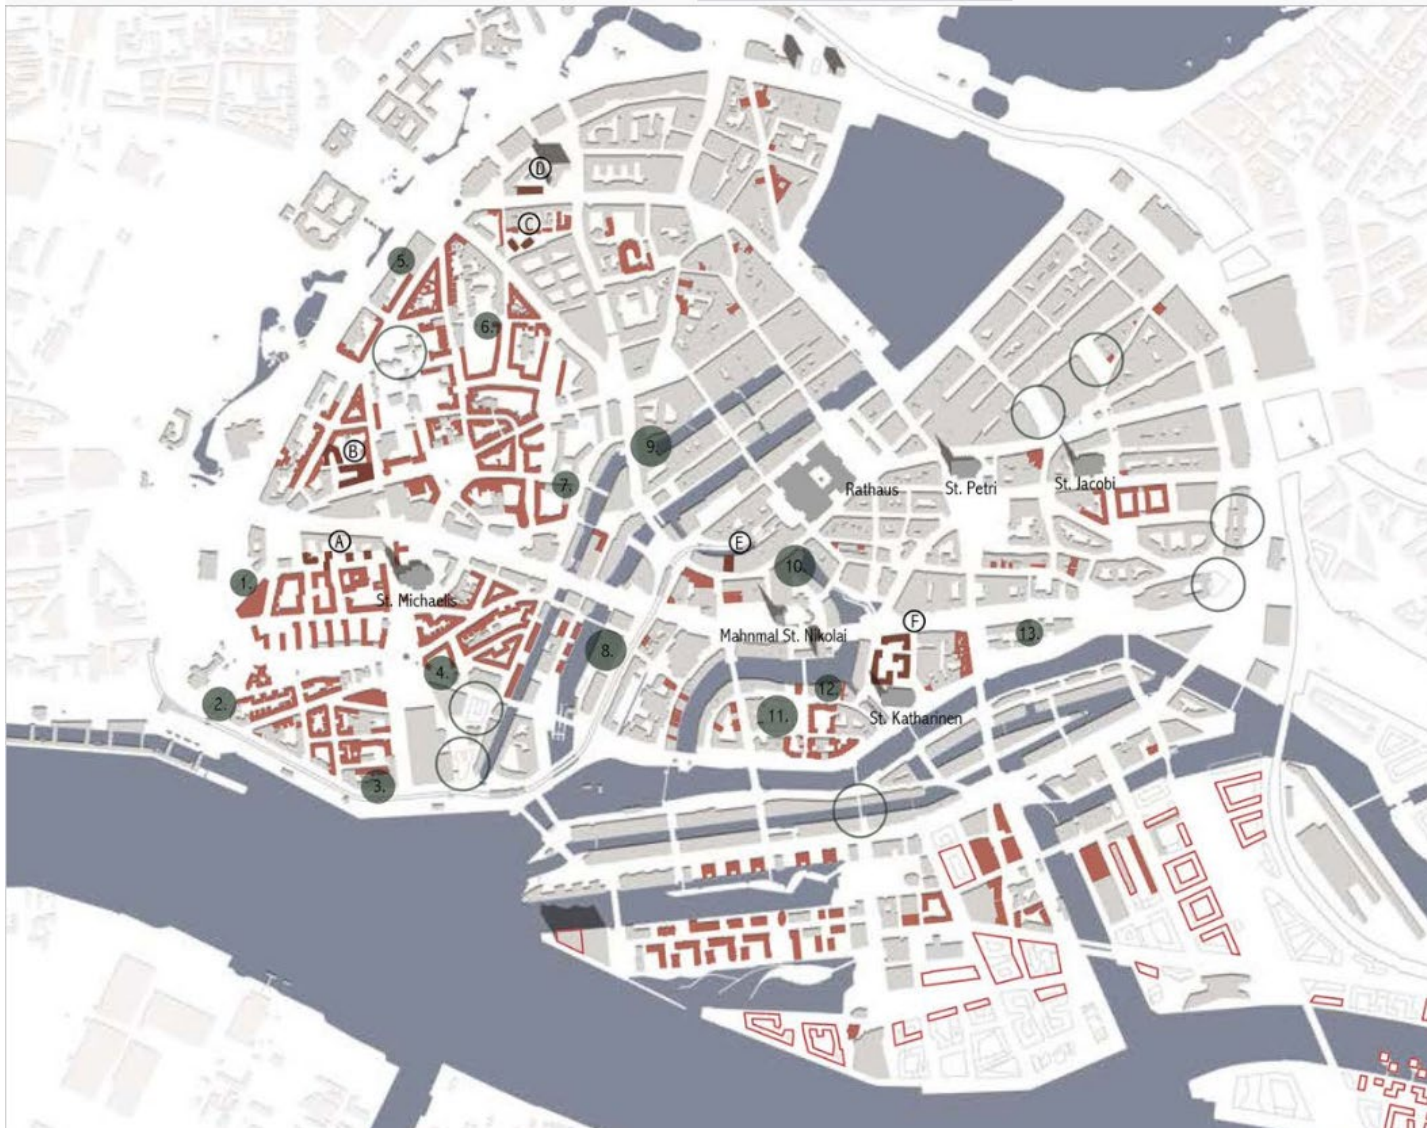 D
C
5.
6.
B
9.
7.
Rathaus
St. Petri
St. Jacobi
A
E
10.
1.
St. Michaelis
F
Mahnmal St. Nikolai
13.
8.
4.
12.
2.
11.
St. Katharinen
3.